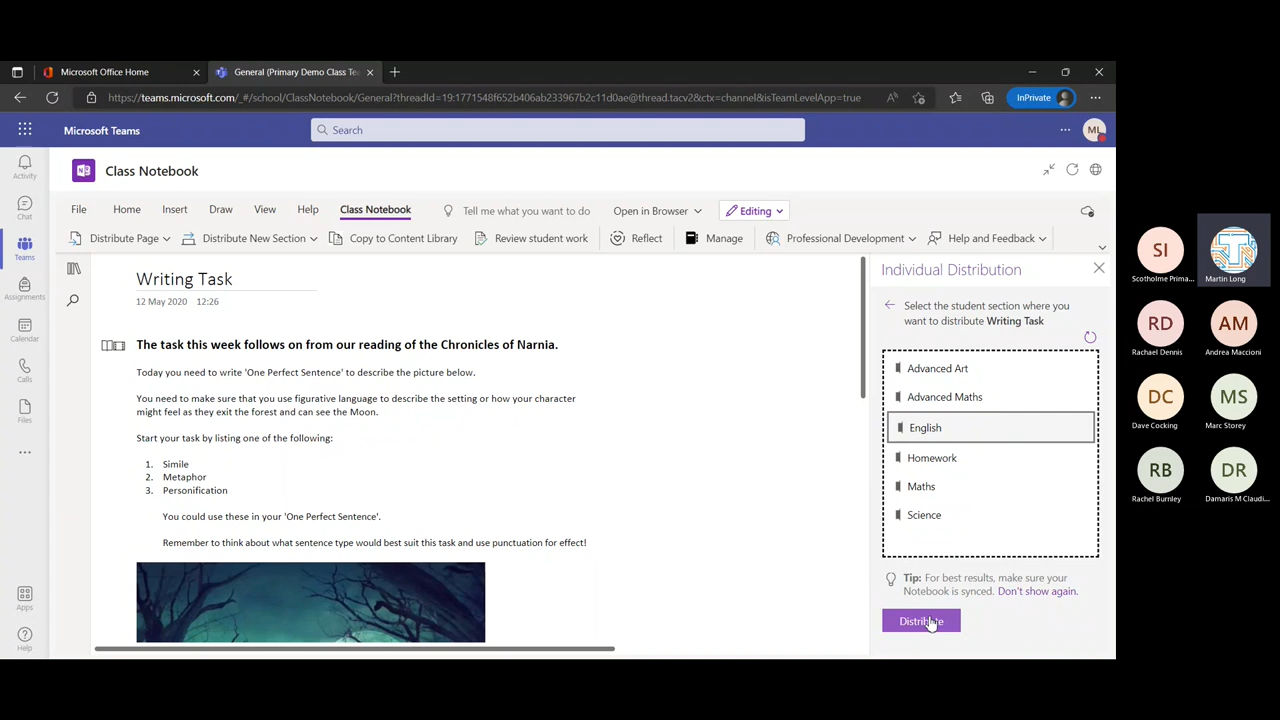 Microsoft Office Home
General (Primary Demo Class Tea
https://teams.microsoft.com/_#/school/ClassNotebook/General?threadId=19:1771548f652b406ab233967b2c11d0ae@thread.tacv2&ctx=channel&isTeamLevelApp=true
InPrivate
Microsoft Teams
Search
ML
Activity
Chat
Teams
Assignments
Calendar
Calls
Files
Apps
Help
Class Notebook
File Home Insert Draw View Help Class Notebook Tell me what you want to do Open in Browser Editing
Distribute Page Distribute New Section Copy to Content Library Review student work Reflect Manage Professional Development Help and Feedback
Writing Task
12 May 2020 12:26
The task this week follows on from our reading of the Chronicles of Narnia.
Today you need to write 'One Perfect Sentence' to describe the picture below.
You need to make sure that you use figurative language to describe the setting or how your character
might feel as they exit the forest and can see the Moon.
Start your task by listing one of the following:
1. Simile
2. Metaphor
3. Personification
You could use these in your 'One Perfect Sentence'.
Remember to think about what sentence type would best suit this task and use punctuation for effect!
Individual Distribution
Select the student section where you
want to distribute Writing Task
Advanced Art
Advanced Maths
English
Homework
Maths
Science
Tip: For best results, make sure your
Notebook is synced. Don't show again.
Distribute
SI
Scotholme Prima...
Martin Long
RD
Rachael Dennis
AM
Andrea Maccioni
DC
Dave Cocking
MS
Marc Storey
RB
Rachel Burnley
DR
Damaris M Claudi...